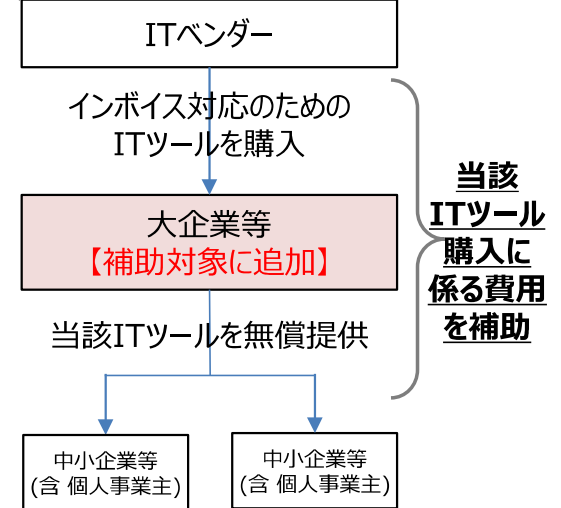 ITベンダー
インボイス対応のための
ITツールを購入
大企業等
【補助対象に追加】
当該
ITツール
購入に
係る費用
を補助
当該ITツールを無償提供
中小企業等
(含 個人事業主)
中小企業等
(含 個人事業主)